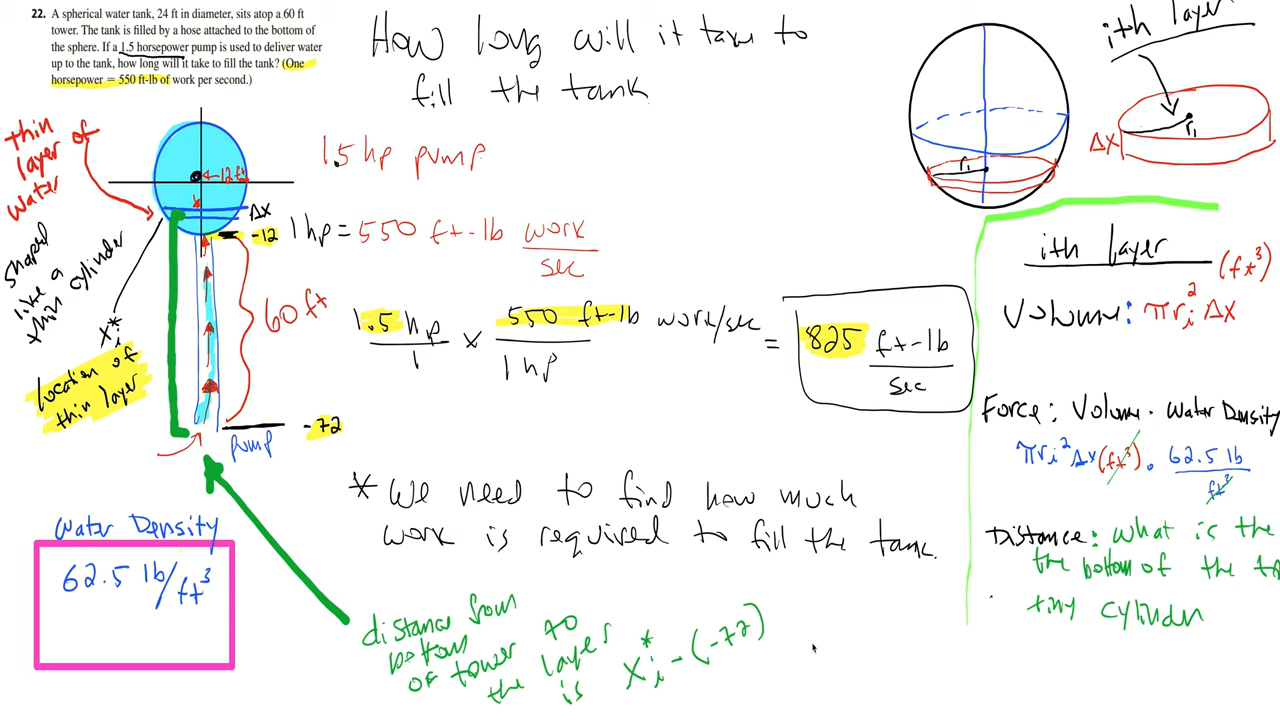 22. A spherical water tank, 24 ft in diameter, sits atop a 60 ft
tower. The tank is filled by a hose attached to the bottom of
the sphere. If a 1.5 horsepower pump is used to deliver water
up to the tank, how long will it take to fill the tank? (One
horsepower = 550 ft-lb of work per second.)
How long will it take to
fill the tank
thin
layer of
water
shaped
like a
thin cylinder
xᵢ*
location of
thin layer
←12ft
Δx
-12
60 ft
-72
pump
1.5 hp pump
1 hp = 550 ft-lb work
sec
1.5 hp / 1 × 550 ft-lb / 1 hp work/sec = 825 ft-lb / sec
* We need to find how much
work is required to fill the tank.
Water Density
62.5 lb/ft³
distance from
bottom
of tower to
the layer
is xᵢ* - (-72)
ith layer
rᵢ
rᵢ
Δx
ith layer
(ft³)
Volume: πrᵢ²Δx
Force: Volume · Water Density
πrᵢ²Δx(ft³) · 62.5 lb / ft³
Distance: what is the
the bottom of the
tiny cylinder